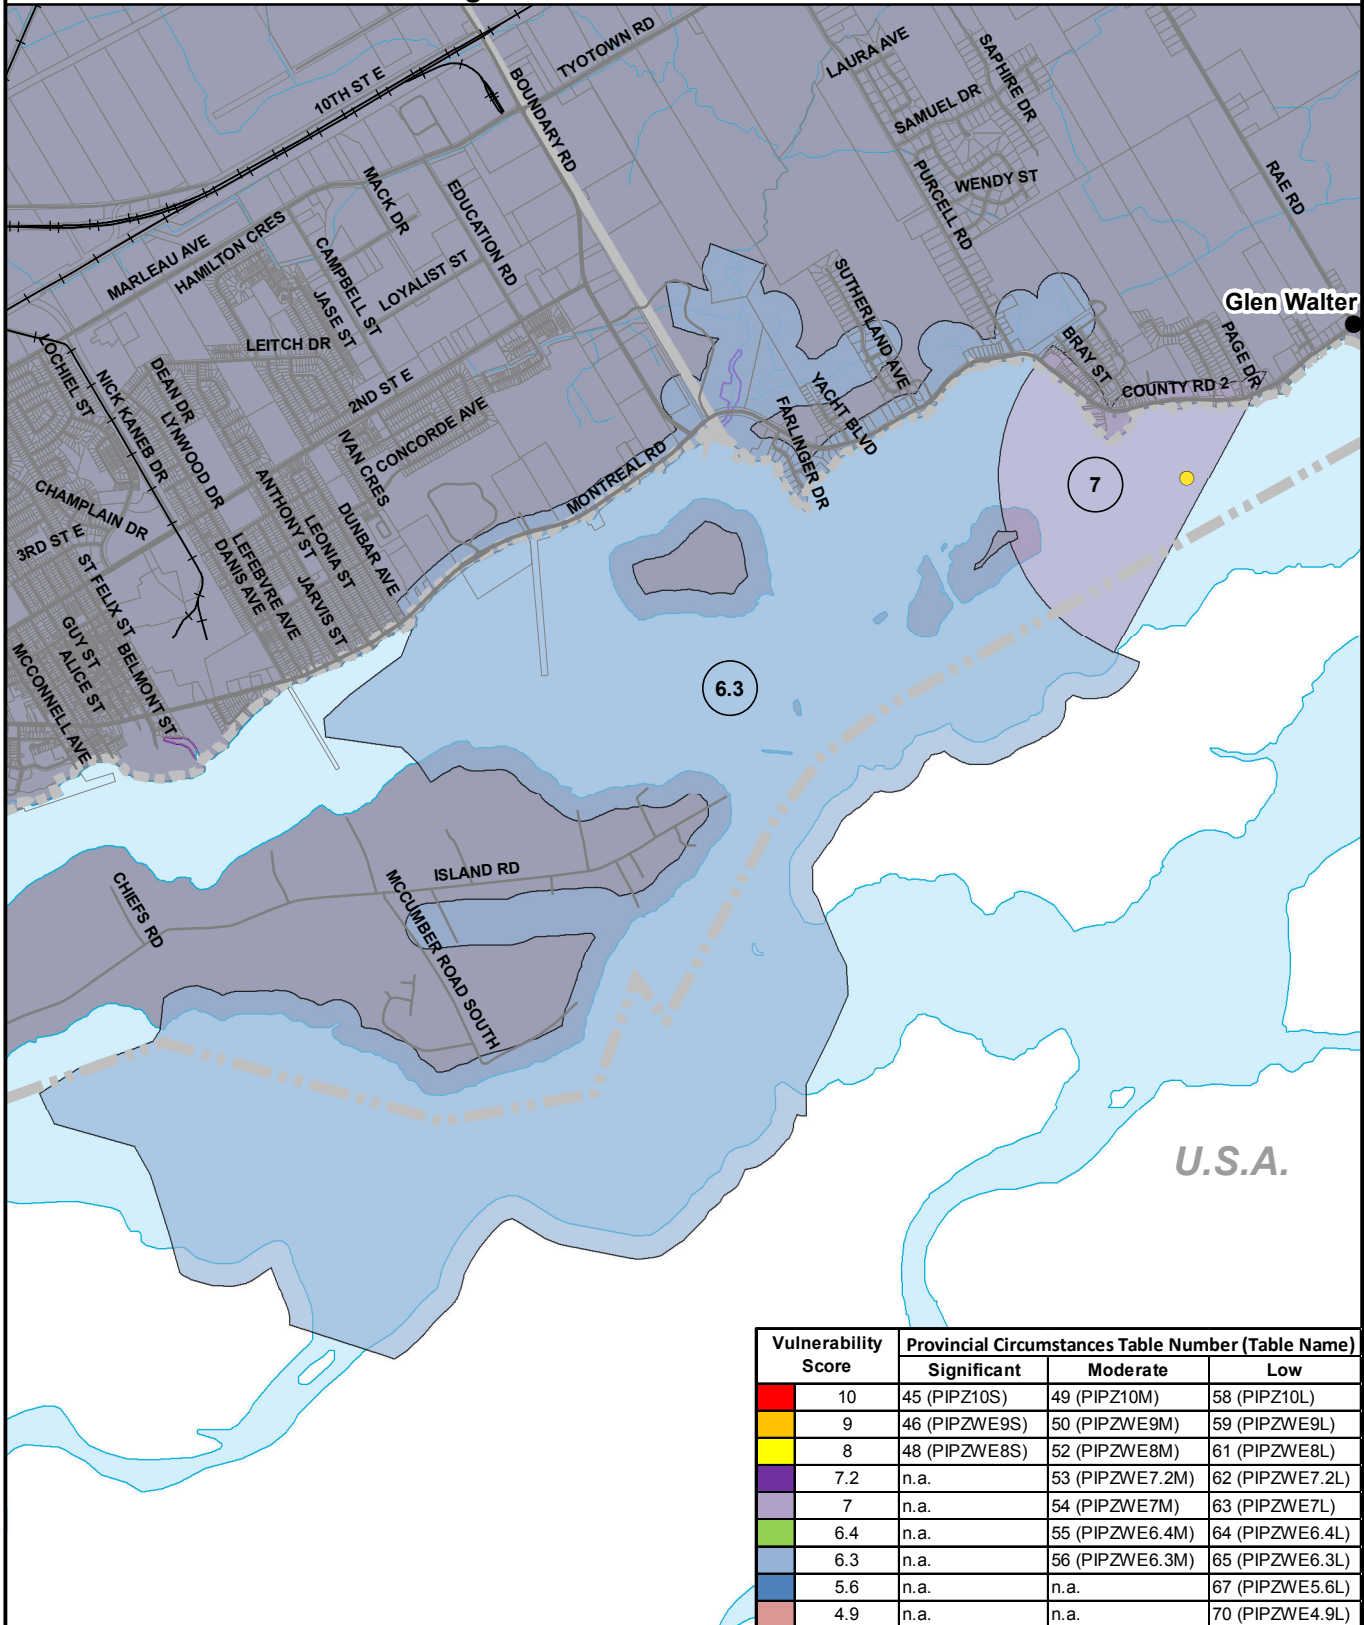 10TH ST E
BOUNDARY RD
TYOTOWN RD
LAURA AVE
SAPHIRE DR
SAMUEL DR
WENDY ST
PURCELL RD
RAE RD
MACK DR
EDUCATION RD
MARLEAU AVE
HAMILTON CRES
CAMPBELL ST
LOYALIST ST
JASE ST
LEITCH DR
SUTHERLAND AVE
Glen Walter
BRAY ST
PAGE DR
COUNTY RD 2
LOCHIEL ST
NICK KANEB DR
DEAN DR
LYNWOOD DR
2ND ST E
IVAN CRES
CONCORDE AVE
YACHT BLVD
FARLINGER DR
MONTREAL RD
CHAMPLAIN DR
3RD ST E
ANTHONY ST
LEONIA ST
DUNBAR AVE
7
ST FELIX ST
LEFEBVRE AVE
DANIS AVE
JARVIS ST
GUY ST
ALICE ST
BELMONT ST
MCCONNELL AVE
6.3
CHIEFS RD
ISLAND RD
MCCUMBER ROAD SOUTH
U.S.A.
Vulnerability Score
Provincial Circumstances Table Number (Table Name)
Significant Moderate Low
10 45 (PIPZ10S) 49 (PIPZ10M) 58 (PIPZ10L)
9 46 (PIPZWE9S) 50 (PIPZWE9M) 59 (PIPZWE9L)
8 48 (PIPZWE8S) 52 (PIPZWE8M) 61 (PIPZWE8L)
7.2 n.a. 53 (PIPZWE7.2M) 62 (PIPZWE7.2L)
7 n.a. 54 (PIPZWE7M) 63 (PIPZWE7L)
6.4 n.a. 55 (PIPZWE6.4M) 64 (PIPZWE6.4L)
6.3 n.a. 56 (PIPZWE6.3M) 65 (PIPZWE6.3L)
5.6 n.a. n.a. 67 (PIPZWE5.6L)
4.9 n.a. n.a. 70 (PIPZWE4.9L)